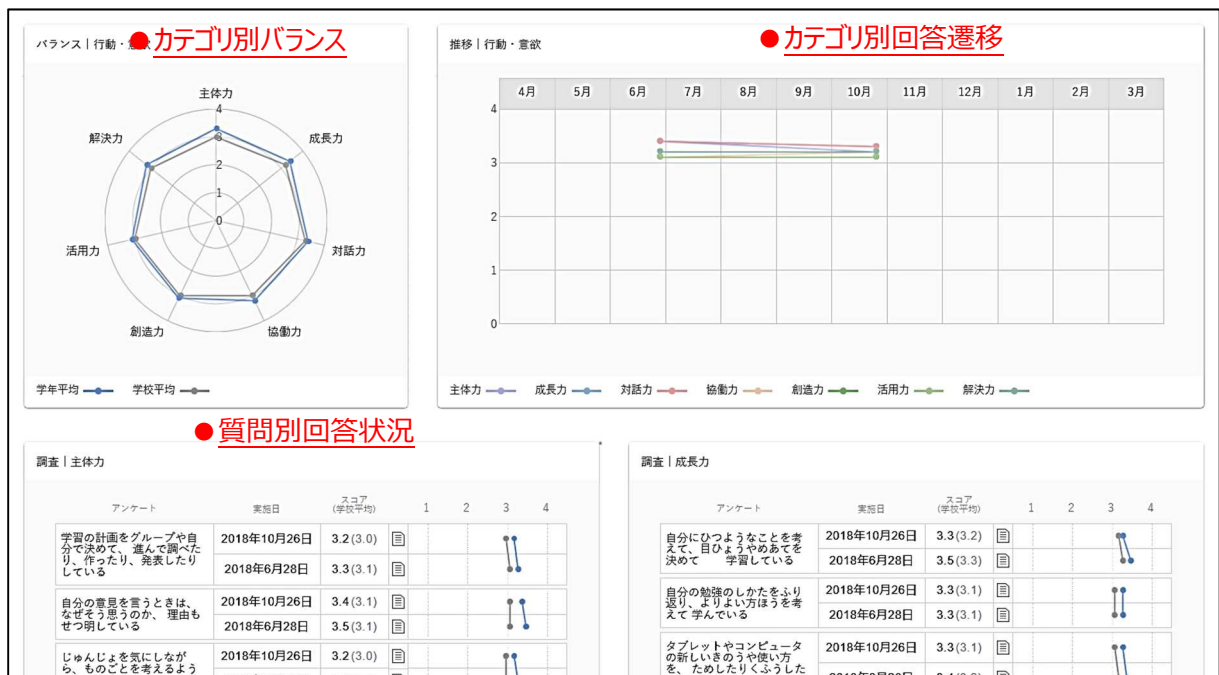 バランス｜行動・意欲
●カテゴリ別バランス
主体力
成長力
対話力
協働力
創造力
活用力
解決力
4
3
2
1
0
学年平均
学校平均
推移｜行動・意欲
●カテゴリ別回答遷移
4月 5月 6月 7月 8月 9月 10月 11月 12月 1月 2月 3月
4
3
2
1
0
主体力 成長力 対話力 協働力 創造力 活用力 解決力
●質問別回答状況
調査｜主体力
アンケート 実施日 スコア (学校平均) 1 2 3 4
学習の計画をグループや自
分で決めて、 進んで調べた
り、作ったり、発表したり
している
2018年10月26日 3.2(3.0)
2018年6月28日 3.3(3.1)
自分の意見を言うときは、
なぜそう思うのか、 理由も
せつ明している
2018年10月26日 3.4(3.1)
2018年6月28日 3.5(3.1)
じゅんじょを気にしなが
ら、ものごとを考えるよう
2018年10月26日 3.2(3.0)
調査｜成長力
アンケート 実施日 スコア (学校平均) 1 2 3 4
自分にひつようなことを考
えて、目ひょうやめあてを
決めて 学習している
2018年10月26日 3.3(3.2)
2018年6月28日 3.5(3.3)
自分の勉強のしかたをふり
返り、よりよい方ほうを考
えて 学んでいる
2018年10月26日 3.3(3.1)
2018年6月28日 3.3(3.1)
タブレットやコンピュータ
の新しいきのうや使い方
を、 ためしたりくふうした
2018年10月26日 3.3(3.1)